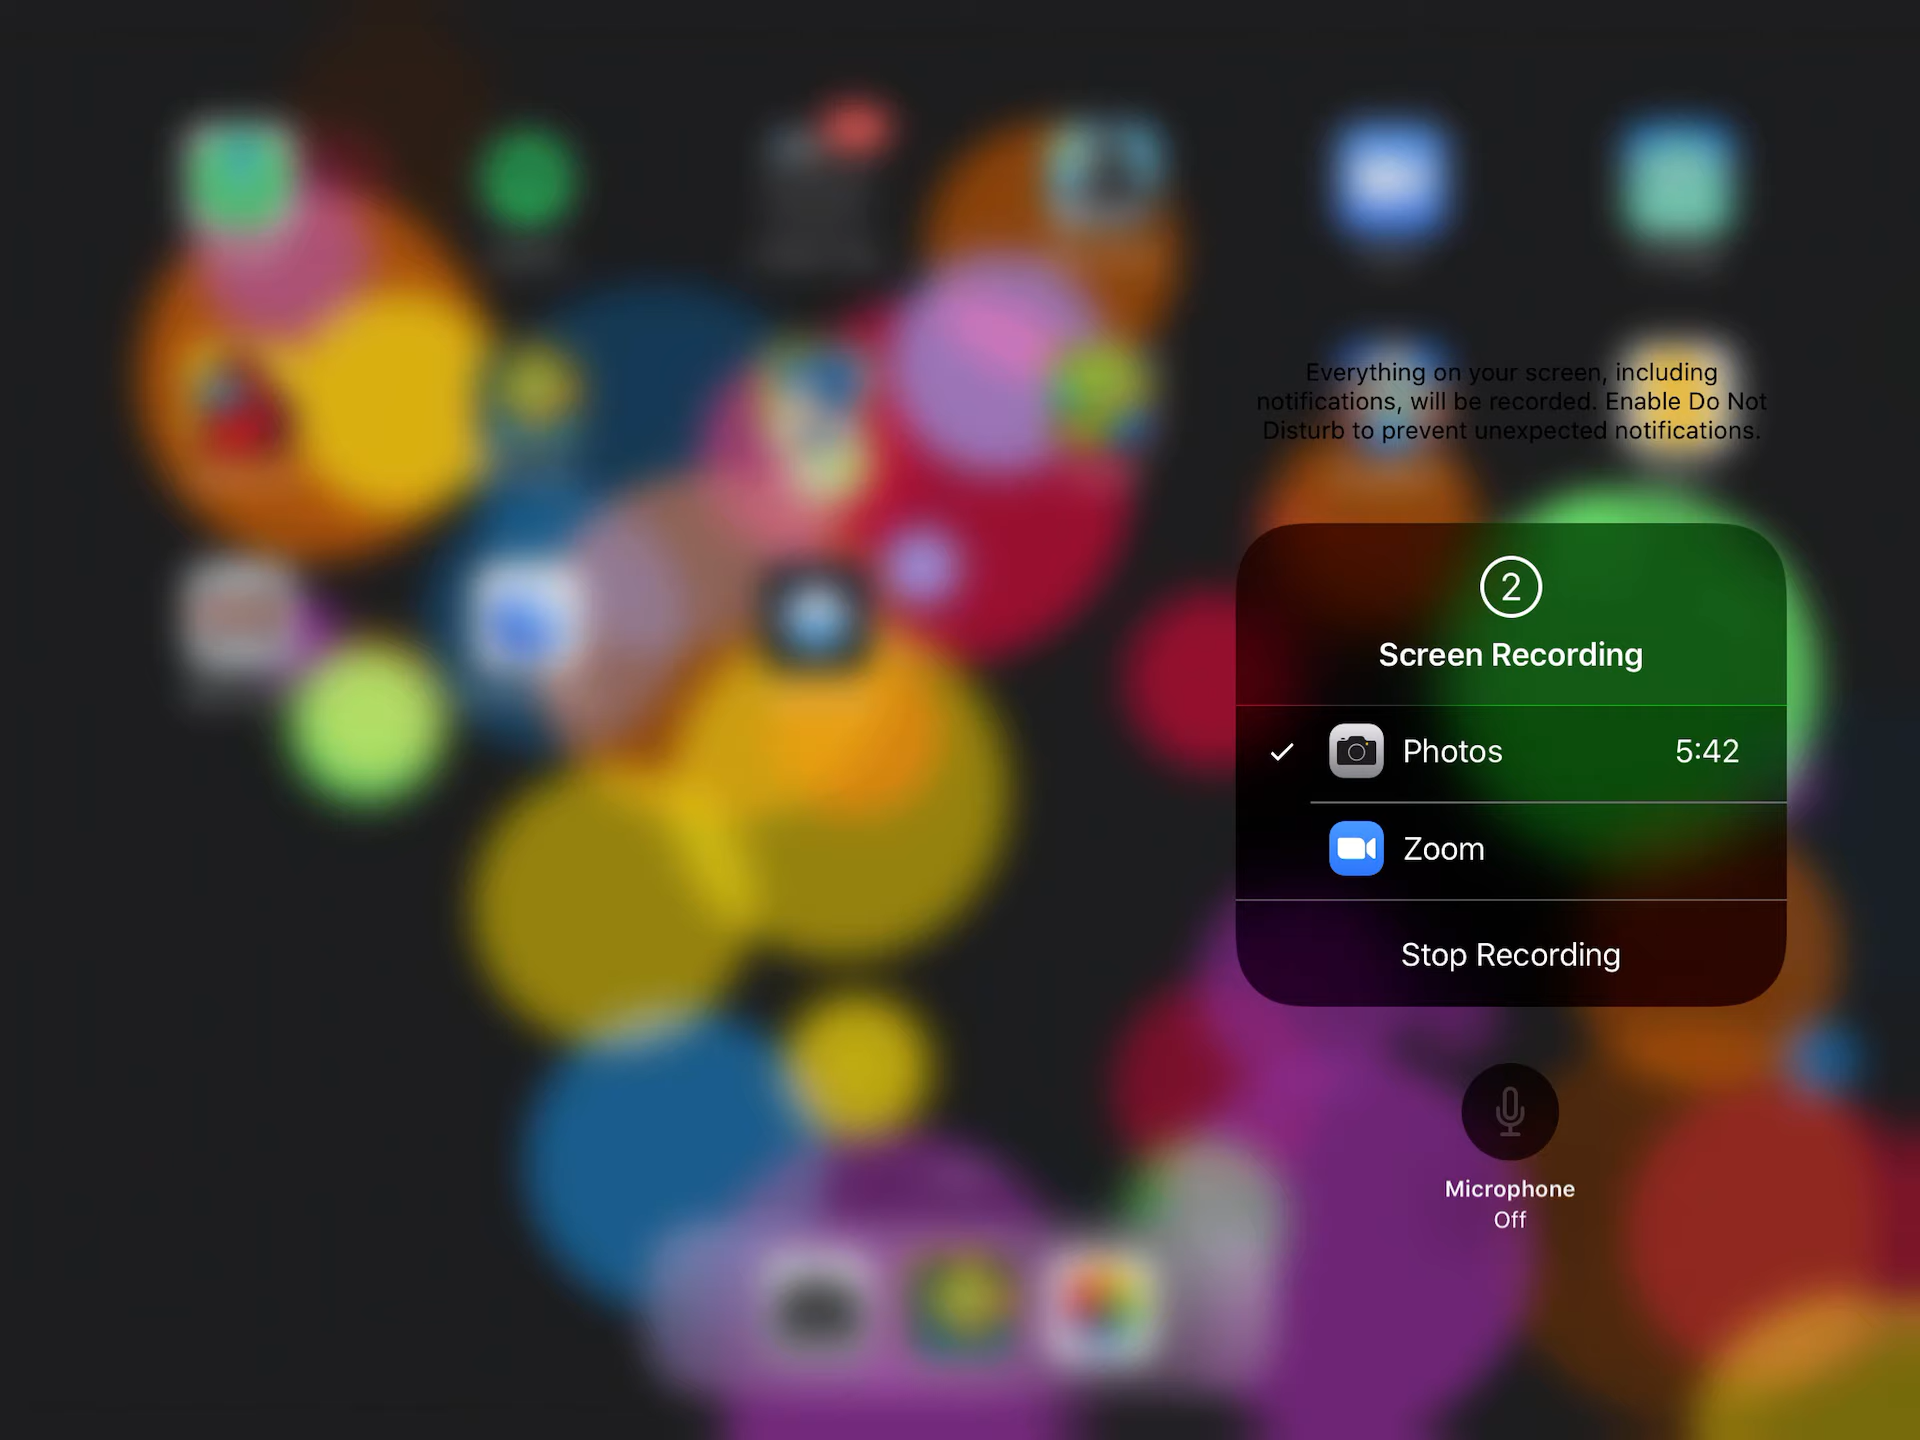 Everything on your screen, including
notifications, will be recorded. Enable Do Not
Disturb to prevent unexpected notifications.
2
Screen Recording
Photos 5:42
Zoom
Stop Recording
Microphone
Off